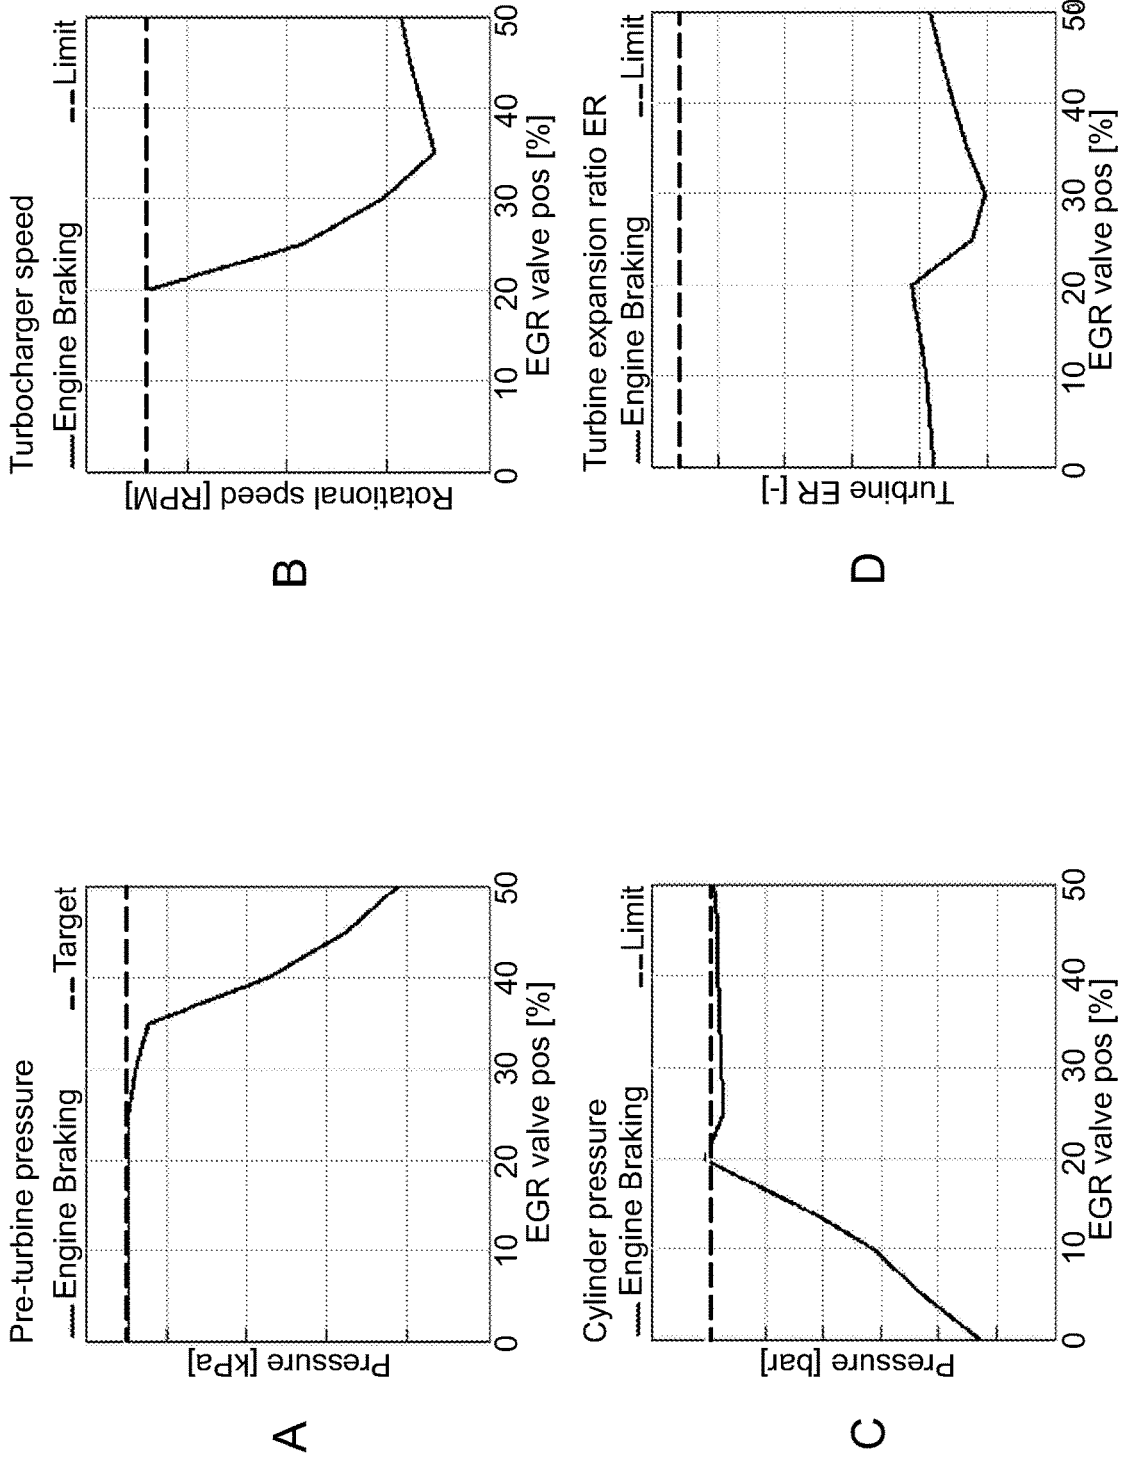 A
Pre-turbine pressure
Engine Braking
Target
Pressure [kPa]
0 10 20 30 40 50
EGR valve pos [%]
B
Turbocharger speed
Engine Braking
Limit
Rotational speed [RPM]
0 10 20 30 40 50
EGR valve pos [%]
C
Cylinder pressure
Engine Braking
Limit
Pressure [bar]
0 10 20 30 40 50
EGR valve pos [%]
D
Turbine expansion ratio ER
Engine Braking
Limit
Turbine ER [-]
0 10 20 30 40 50
EGR valve pos [%]